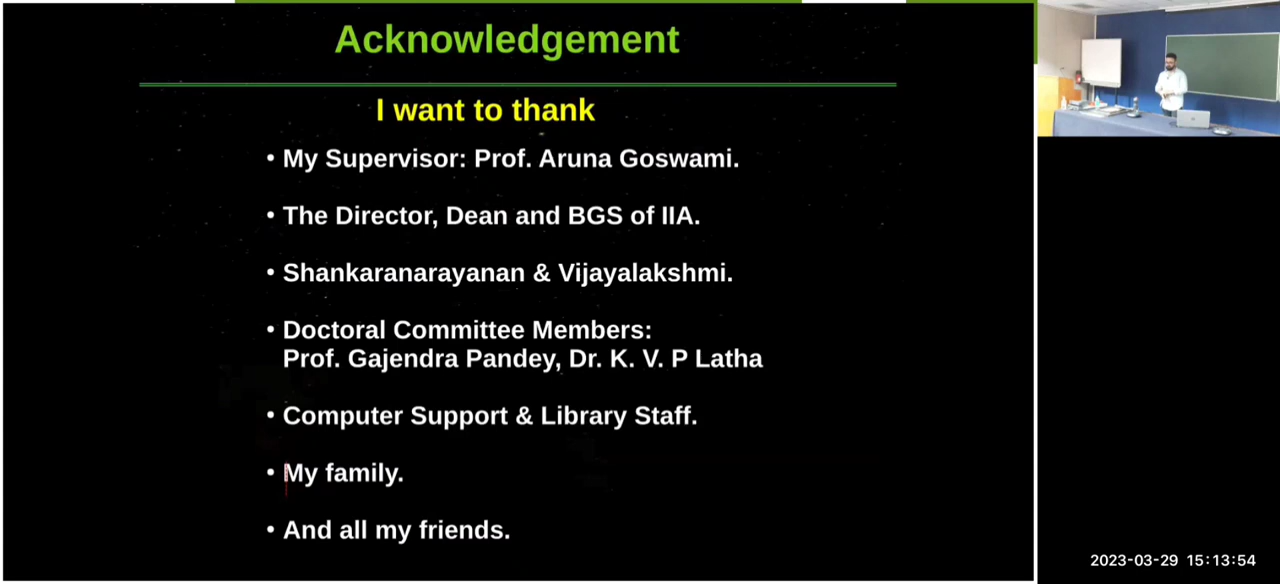 Acknowledgement
I want to thank
• My Supervisor: Prof. Aruna Goswami.
• The Director, Dean and BGS of IIA.
• Shankaranarayanan & Vijayalakshmi.
• Doctoral Committee Members:
Prof. Gajendra Pandey, Dr. K. V. P Latha
• Computer Support & Library Staff.
• My family.
• And all my friends.
2023-03-29 15:13:54